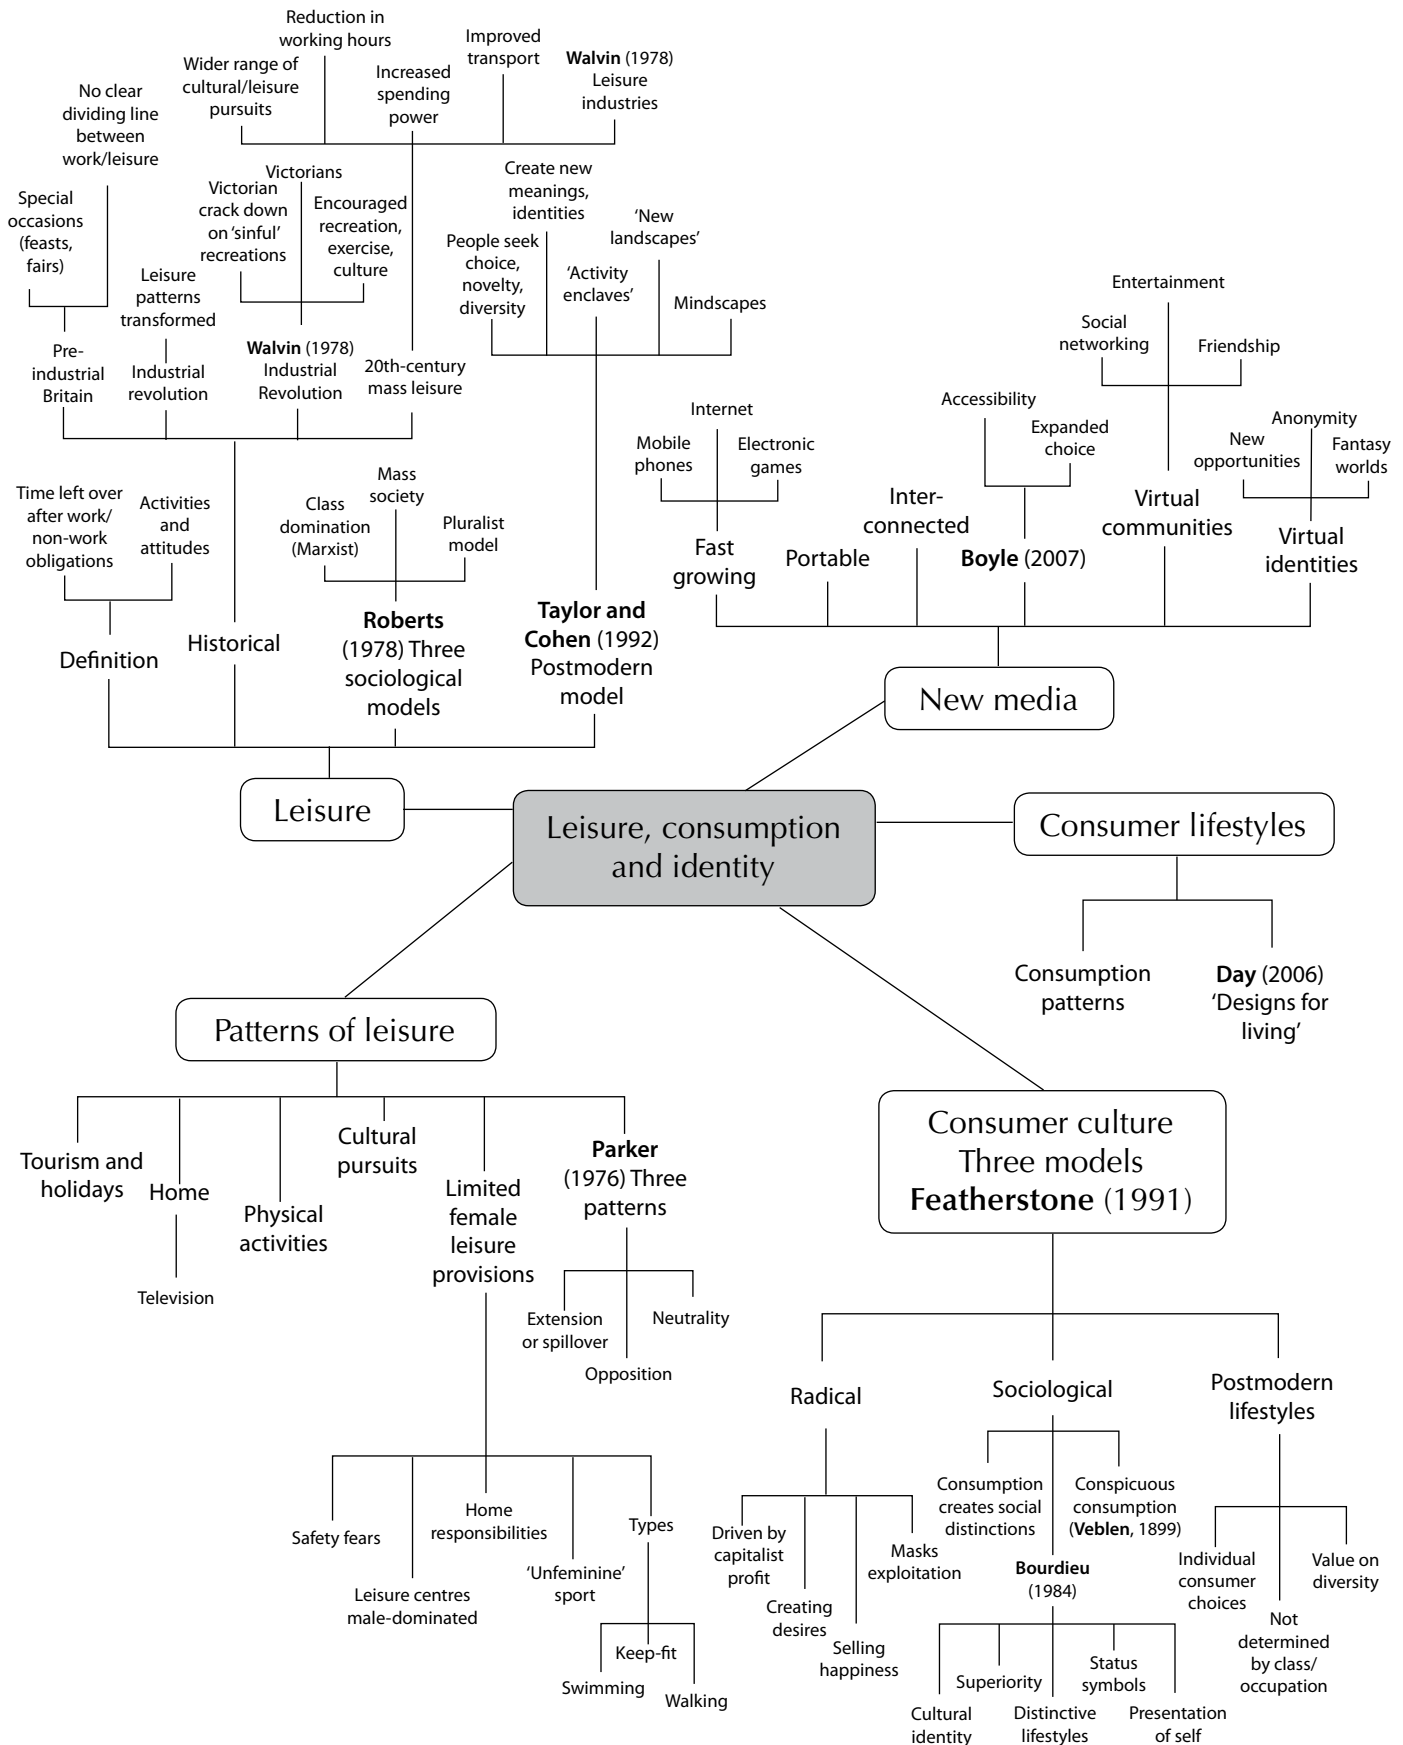 Reduction in
working hours
Improved
transport
Walvin (1978)
Leisure
industries
Wider range of
cultural/leisure
pursuits
Increased
spending
power
No clear
dividing line
between
work/leisure
Special
occasions
(feasts,
fairs)
Victorians
Victorian
crack down
on ‘sinful’
recreations
Encouraged
recreation,
exercise,
culture
Leisure
patterns
transformed
Create new
meanings,
identities
‘New
landscapes’
People seek
choice,
novelty,
diversity
‘Activity
enclaves’
Mindscapes
Pre-
industrial
Britain
Industrial
revolution
Walvin (1978)
Industrial
Revolution
20th-century
mass leisure
Entertainment
Social
networking
Friendship
Accessibility
Expanded
choice
Internet
Mobile
phones
Electronic
games
Anonymity
New
opportunities
Fantasy
worlds
Time left over
after work/
non-work
obligations
Activities
and
attitudes
Mass
society
Class
domination
(Marxist)
Pluralist
model
Fast
growing
Portable
Inter-
connected
Boyle (2007)
Virtual
communities
Virtual
identities
Definition
Historical
Roberts
(1978) Three
sociological
models
Taylor and
Cohen (1992)
Postmodern
model
New media
Leisure
Leisure, consumption
and identity
Consumer lifestyles
Consumption
patterns
Day (2006)
‘Designs for
living’
Patterns of leisure
Tourism and
holidays
Home
Television
Physical
activities
Cultural
pursuits
Limited
female
leisure
provisions
Parker
(1976) Three
patterns
Extension
or spillover
Opposition
Neutrality
Safety fears
Leisure centres
male-dominated
Home
responsibilities
‘Unfeminine’
sport
Types
Swimming
Keep-fit
Walking
Consumer culture
Three models
Featherstone (1991)
Radical
Sociological
Postmodern
lifestyles
Driven by
capitalist
profit
Creating
desires
Selling
happiness
Masks
exploitation
Consumption
creates social
distinctions
Conspicuous
consumption
(Veblen, 1899)
Bourdieu
(1984)
Cultural
identity
Superiority
Distinctive
lifestyles
Status
symbols
Presentation
of self
Individual
consumer
choices
Not
determined
by class/
occupation
Value on
diversity